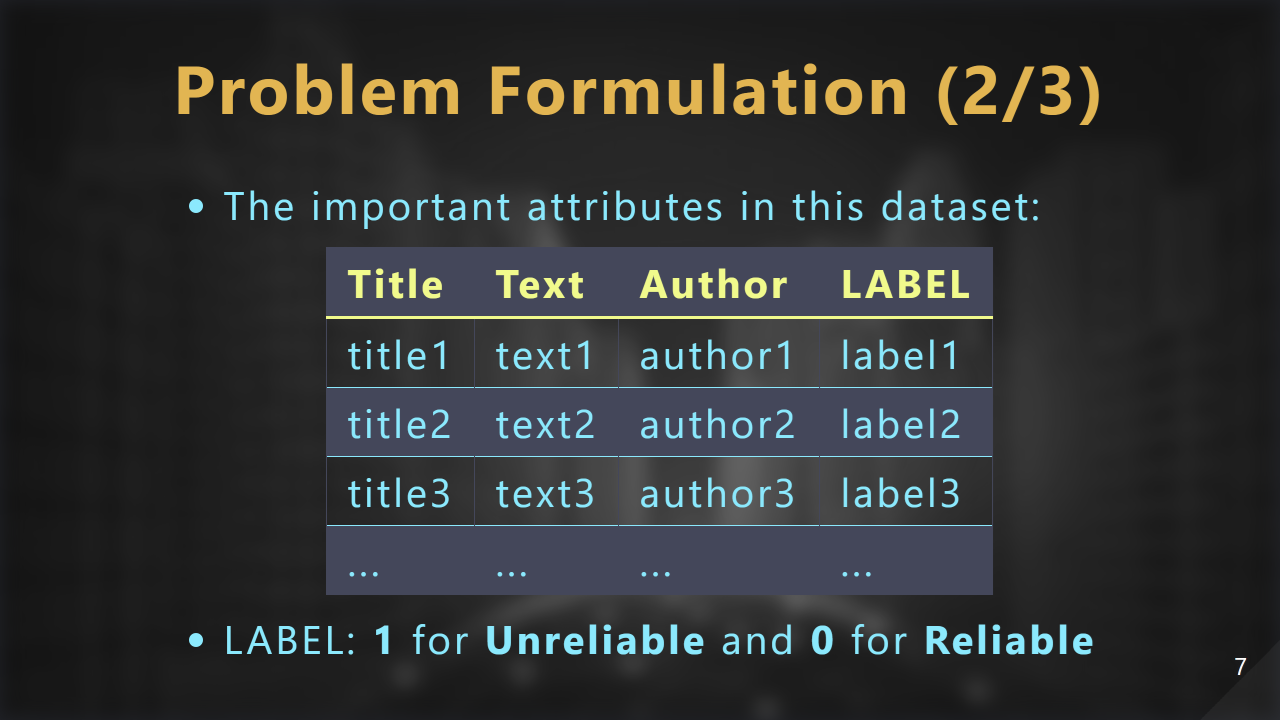 Problem Formulation (2/3)
• The important attributes in this dataset:
Title Text Author LABEL
title1 text1 author1 label1
title2 text2 author2 label2
title3 text3 author3 label3
... ... ... ...
• LABEL: 1 for Unreliable and 0 for Reliable
7